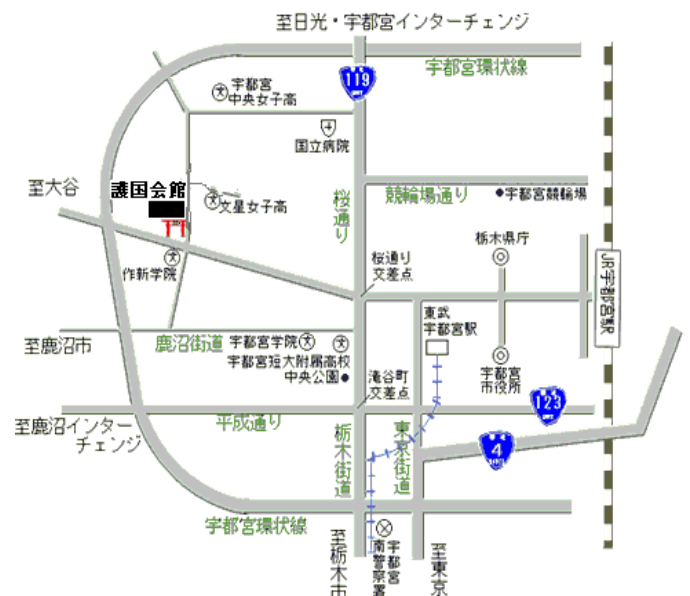 至日光・宇都宮インターチェンジ
宇都宮環状線
119
宇都宮
中央女子高
国立病院
至大谷
護国会館
文星女子高
桜通り
競輪場通り
宇都宮競輪場
栃木県庁
作新学院
桜通り
交差点
JR宇都宮駅
東武
宇都宮駅
至鹿沼市
鹿沼街道
宇都宮学院
宇都宮短大附属高校
中央公園
滝谷町
交差点
宇都宮
市役所
123
至鹿沼インター
チェンジ
平成通り
栃木街道
東京街道
4
宇都宮環状線
至栃木市
宇都宮
南警察署
至東京